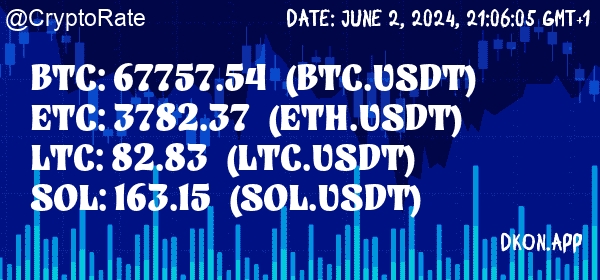 @CryptoRate
DATE: JUNE 2, 2024, 21:06:05 GMT+1
BTC: 67757.54 (BTC.USDT)
ETC: 3782.37 (ETH.USDT)
LTC: 82.83 (LTC.USDT)
SOL: 163.15 (SOL.USDT)
DKON.APP